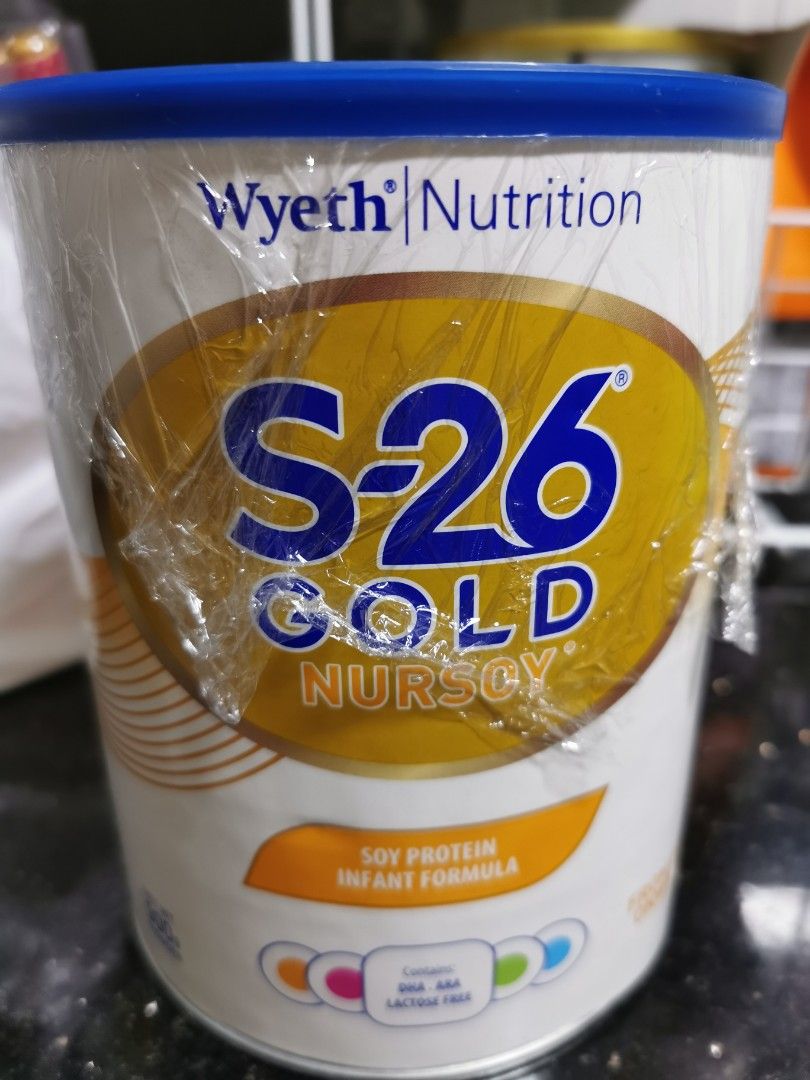 Wyeth® | Nutrition
S-26®
GOLD
NURSOY®
SOY PROTEIN
INFANT FORMULA
Contains:
DHA - ARA
LACTOSE FREE